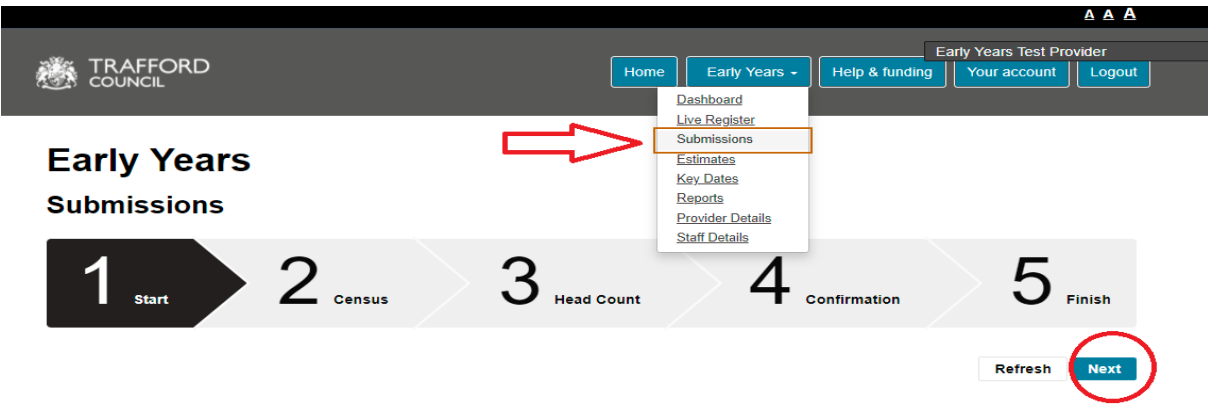 A A A
Early Years Test Provider
TRAFFORD
COUNCIL
Home Early Years Help & funding Your account Logout
Dashboard
Live Register
Submissions
Estimates
Key Dates
Reports
Provider Details
Staff Details
Early Years
Submissions
1 Start 2 Census 3 Head Count 4 Confirmation 5 Finish
Refresh Next